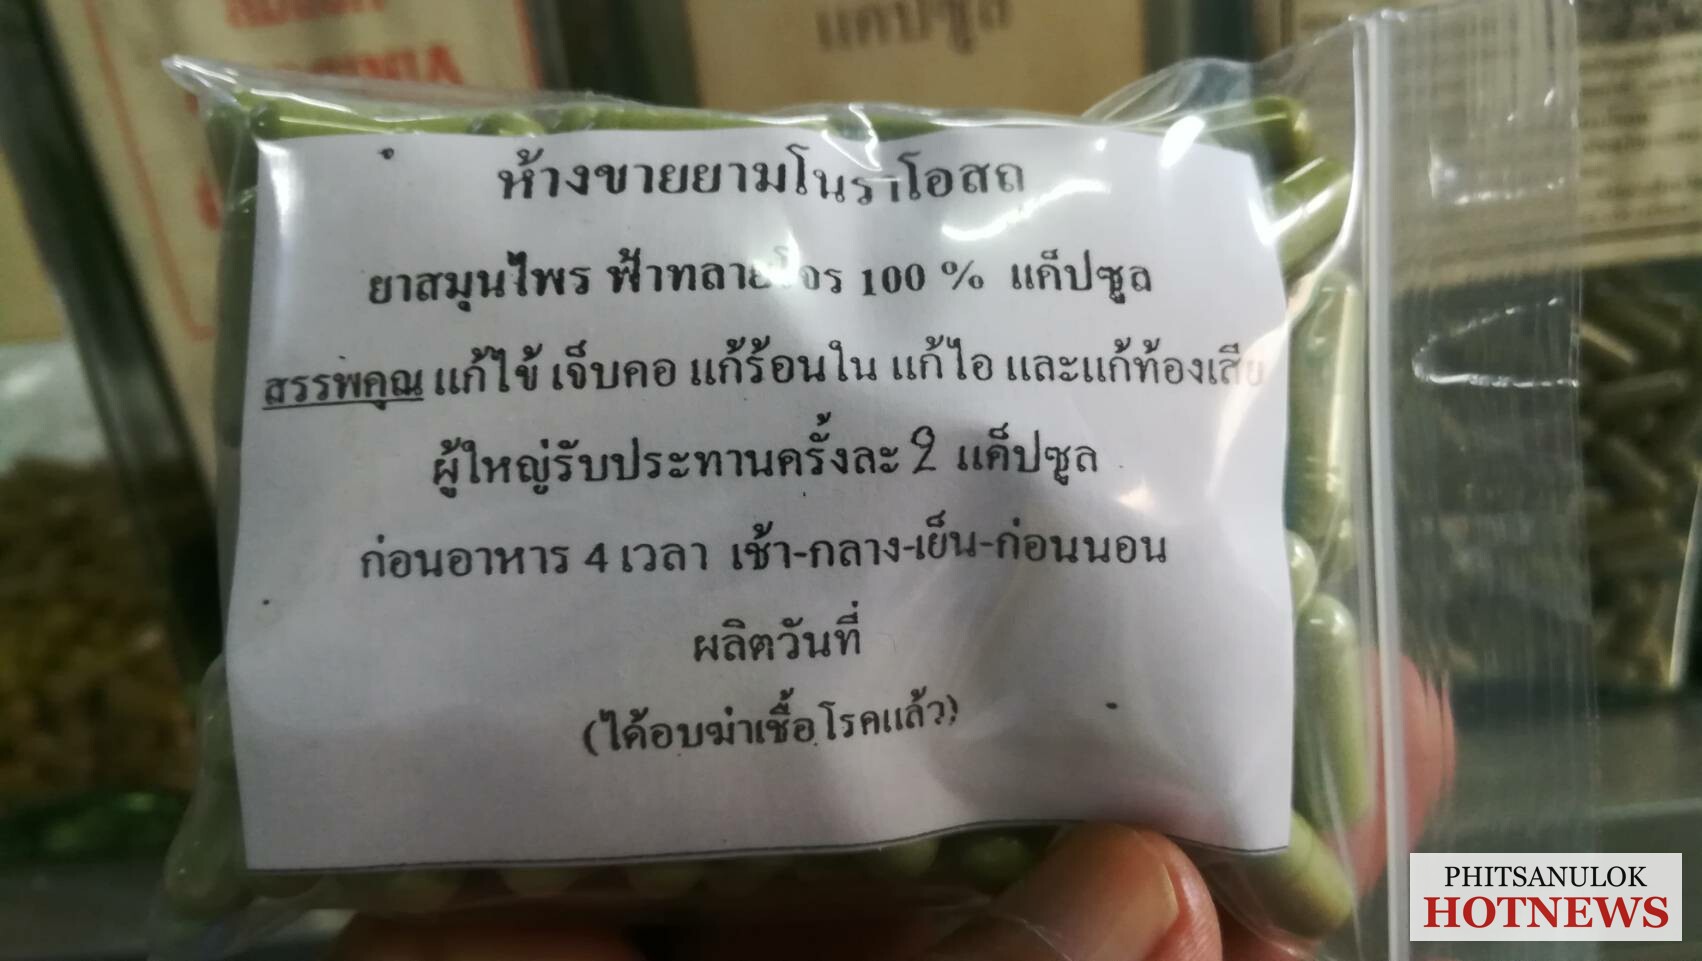 แคปซูล
ห้างขายยามโนราโอสถ
ยาสมุนไพร ฟ้าทลายโจร 100 % แค็ปซูล
สรรพคุณ แก้ไข้ เจ็บคอ แก้ร้อนใน แก้ไอ และแก้ท้องเสีย
ผู้ใหญ่รับประทานครั้งละ 2 แค็ปซูล
ก่อนอาหาร 4 เวลา เช้า-กลาง-เย็น-ก่อนนอน
ผลิตวันที่
(ได้อบฆ่าเชื้อโรคแล้ว)
PHITSANULOK
HOTNEWS